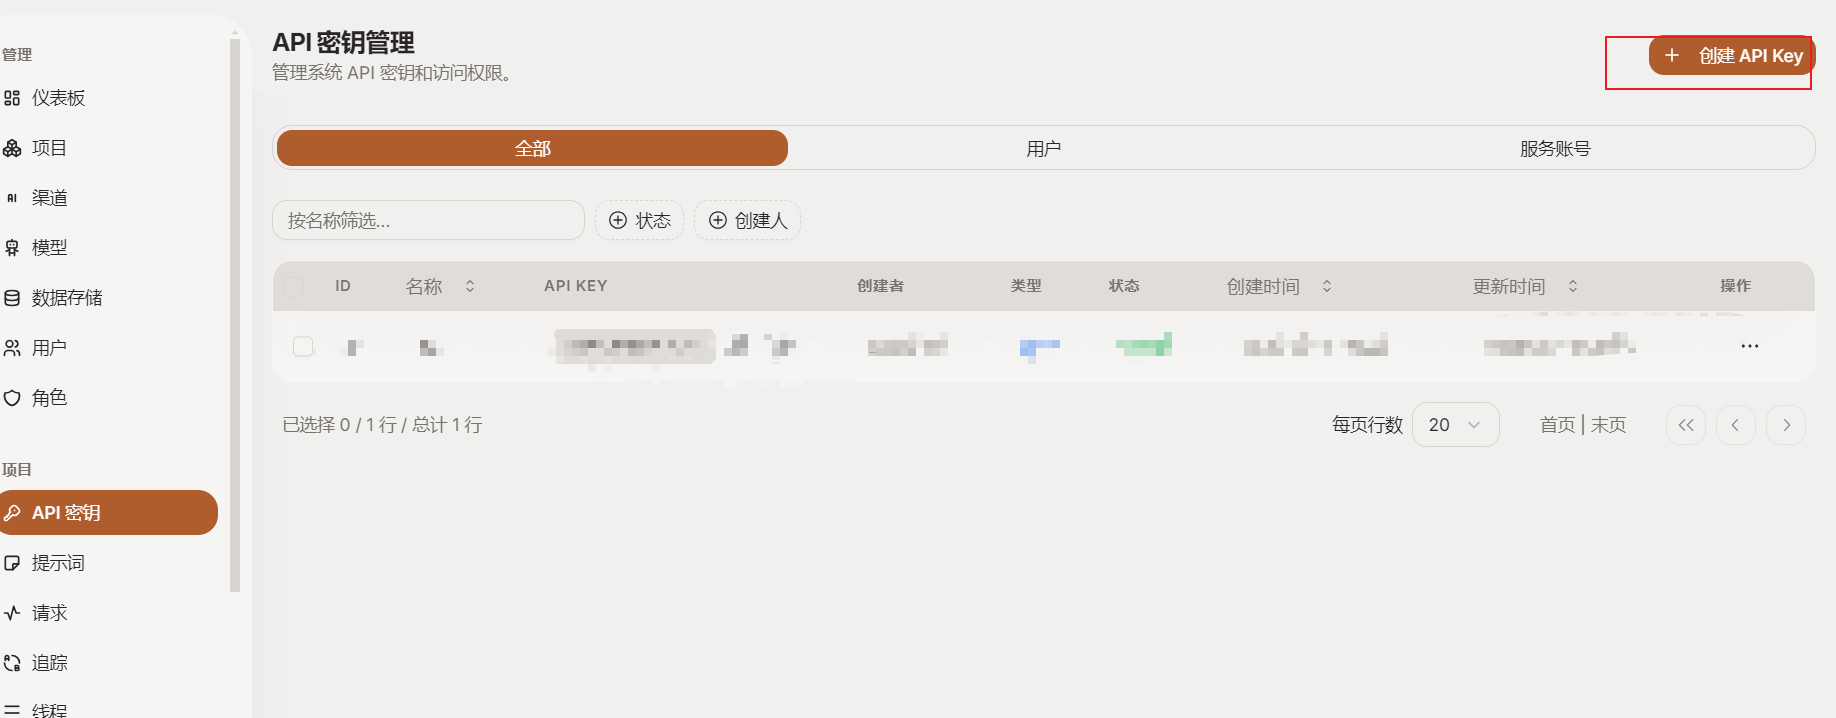 管理
仪表板
项目
AI 渠道
模型
数据存储
用户
角色
项目
API 密钥
提示词
请求
追踪
线程
API 密钥管理
管理系统 API 密钥和访问权限。
+ 创建 API Key
全部 用户 服务账号
按名称筛选... 状态 创建人
ID 名称 API KEY 创建者 类型 状态 创建时间 更新时间 操作
已选择 0 / 1 行 / 总计 1 行 每页行数 20 首页 | 末页